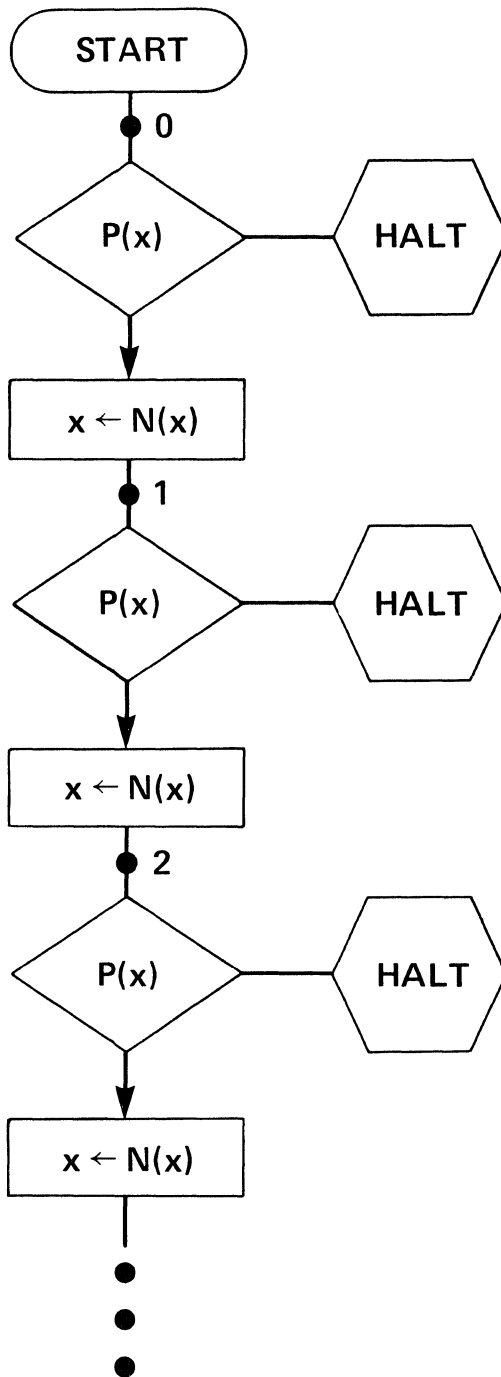 START
0
P(x) HALT
x ← N(x)
1
P(x) HALT
x ← N(x)
2
P(x) HALT
x ← N(x)